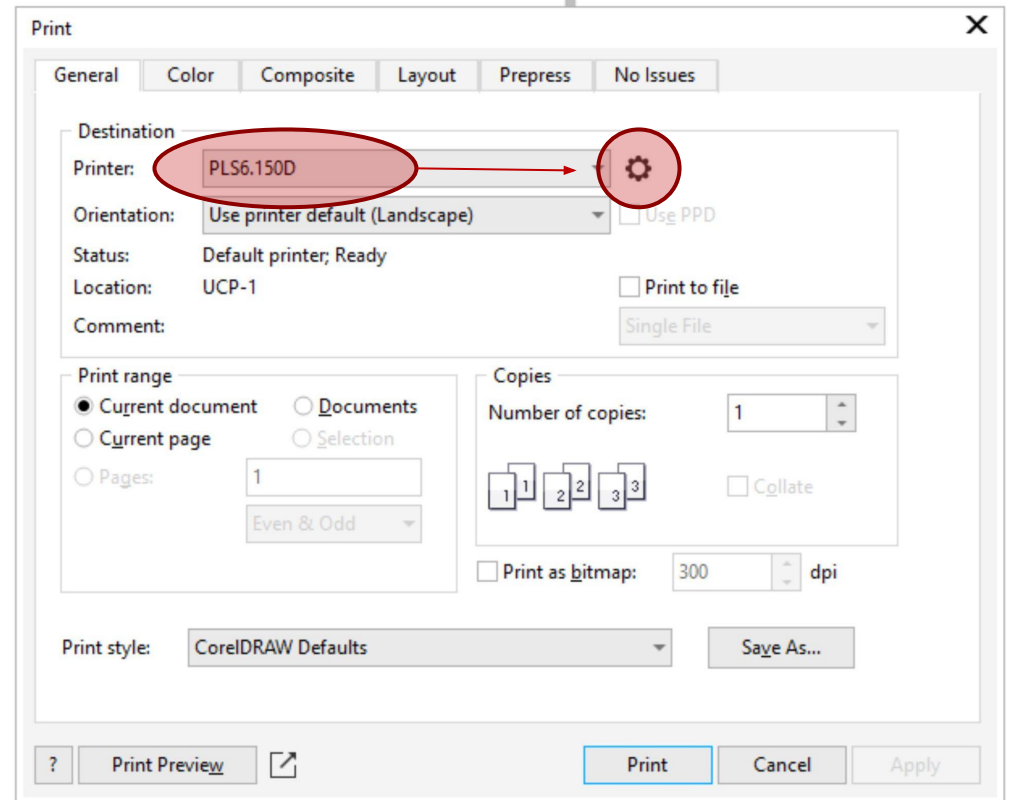 Print
General Color Composite Layout Prepress No Issues
Destination
Printer: PLS6.150D
Orientation: Use printer default (Landscape) Use PPD
Status: Default printer; Ready
Location: UCP-1 Print to file
Comment: Single File
Print range Copies
Current document Documents Number of copies: 1
Current page Selection
Pages: 1 1 1 2 2 3 3 Collate
Even & Odd
Print as bitmap: 300 dpi
Print style: CorelDRAW Defaults Save As...
? Print Preview Print Cancel Apply